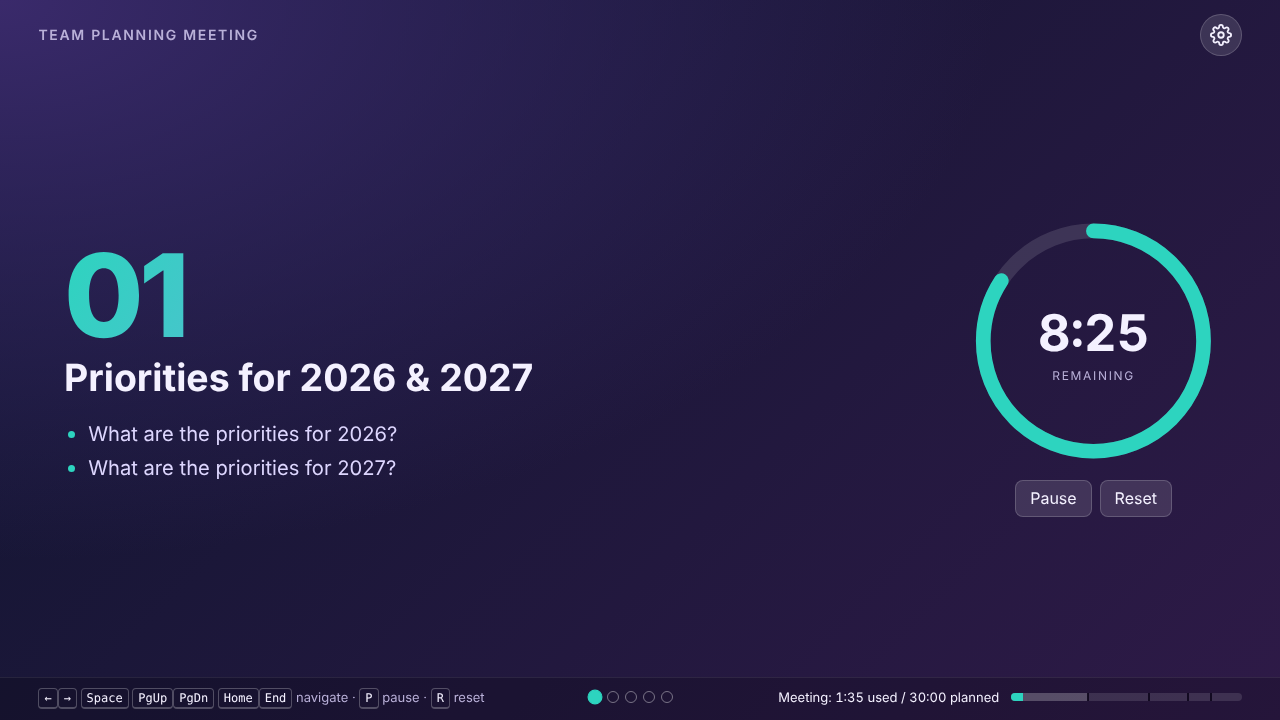 TEAM PLANNING MEETING
01
Priorities for 2026 & 2027
What are the priorities for 2026?
What are the priorities for 2027?
8:25
REMAINING
Pause Reset
← → Space PgUp PgDn Home End navigate · P pause · R reset
Meeting: 1:35 used / 30:00 planned